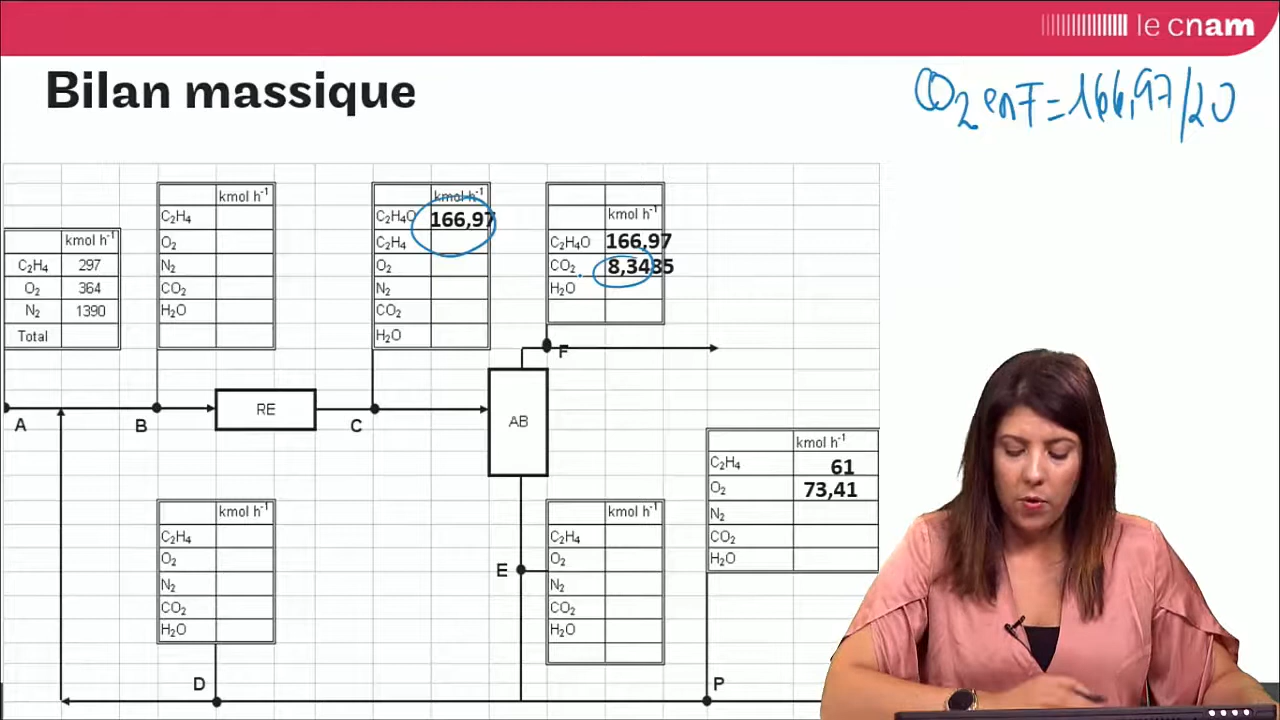 le cnam
Bilan massique
CO2 en F = 166,97/20
kmol h-1
C2H4 297
O2 364
N2 1390
Total
kmol h-1
C2H4
O2
N2
CO2
H2O
kmol h-1
C2H4O 166,97
C2H4
O2
N2
CO2
H2O
kmol h-1
C2H4O 166,97
CO2 8,3485
H2O
F
A
B
RE
C
AB
kmol h-1
C2H4 61
O2 73,41
N2
CO2
H2O
kmol h-1
C2H4
O2
N2
CO2
H2O
E
kmol h-1
C2H4
O2
N2
CO2
H2O
D
P